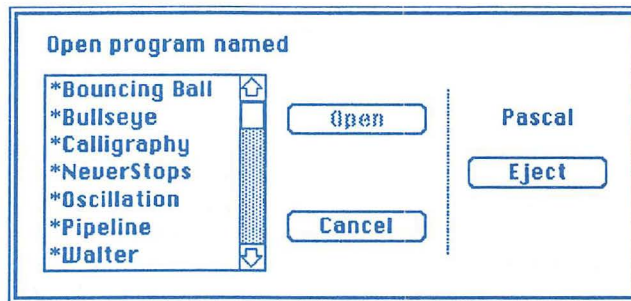 Open program named
*Bouncing Ball
*Bullseye
*Calligraphy
*NeverStops
*Oscillation
*Pipeline
*Walter
Open
Cancel
Pascal
Eject